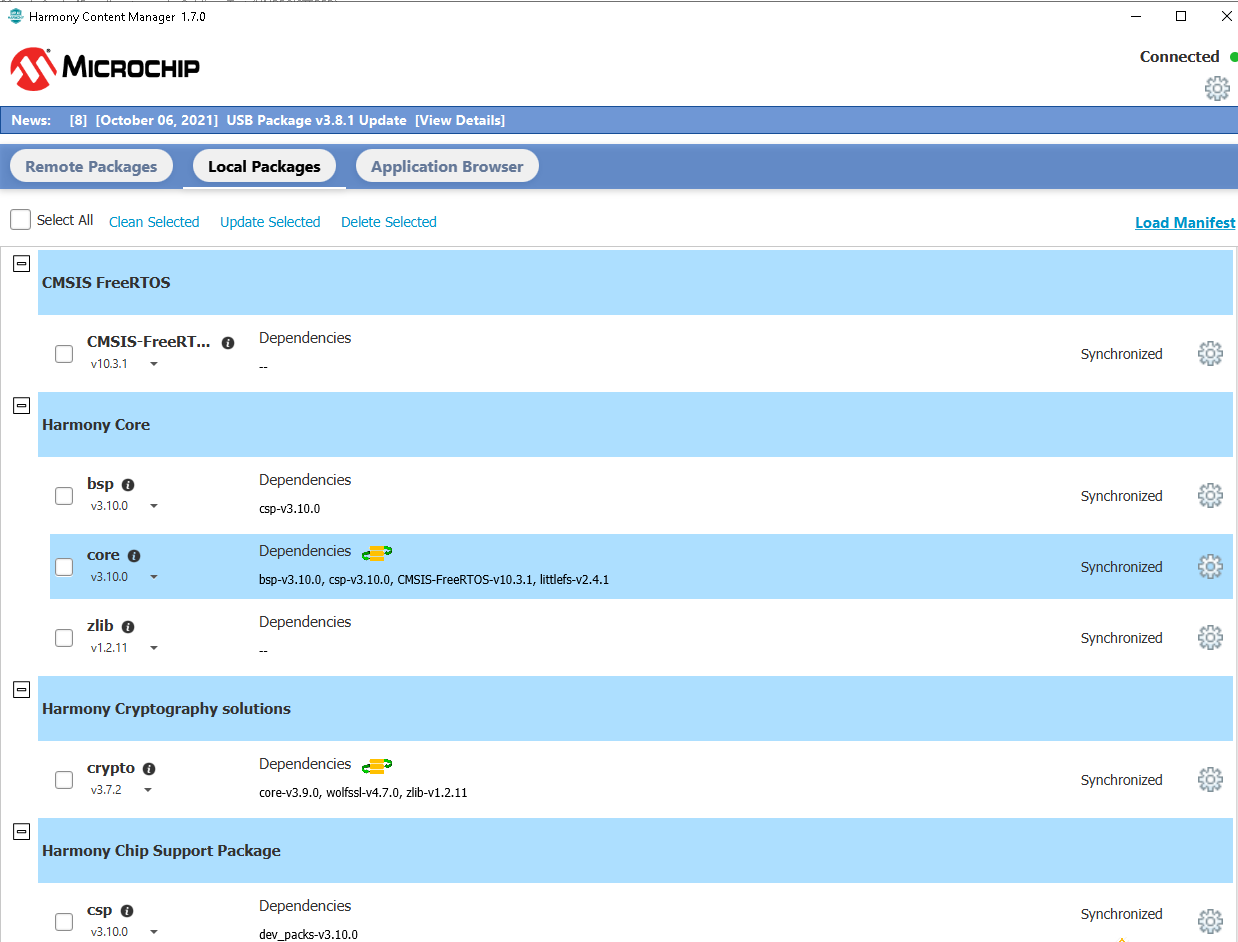 Harmony Content Manager 1.7.0
MICROCHIP
Connected
News: [8] [October 06, 2021] USB Package v3.8.1 Update [View Details]
Remote Packages Local Packages Application Browser
Select All Clean Selected Update Selected Delete Selected Load Manifest
CMSIS FreeRTOS
CMSIS-FreeRT... Dependencies
v10.3.1 -- Synchronized
Harmony Core
bsp Dependencies
v3.10.0 csp-v3.10.0 Synchronized
core Dependencies
v3.10.0 bsp-v3.10.0, csp-v3.10.0, CMSIS-FreeRTOS-v10.3.1, littlefs-v2.4.1 Synchronized
zlib Dependencies
v1.2.11 -- Synchronized
Harmony Cryptography solutions
crypto Dependencies
v3.7.2 core-v3.9.0, wolfssl-v4.7.0, zlib-v1.2.11 Synchronized
Harmony Chip Support Package
csp Dependencies Synchronized
v3.10.0 dev_packs-v3.10.0